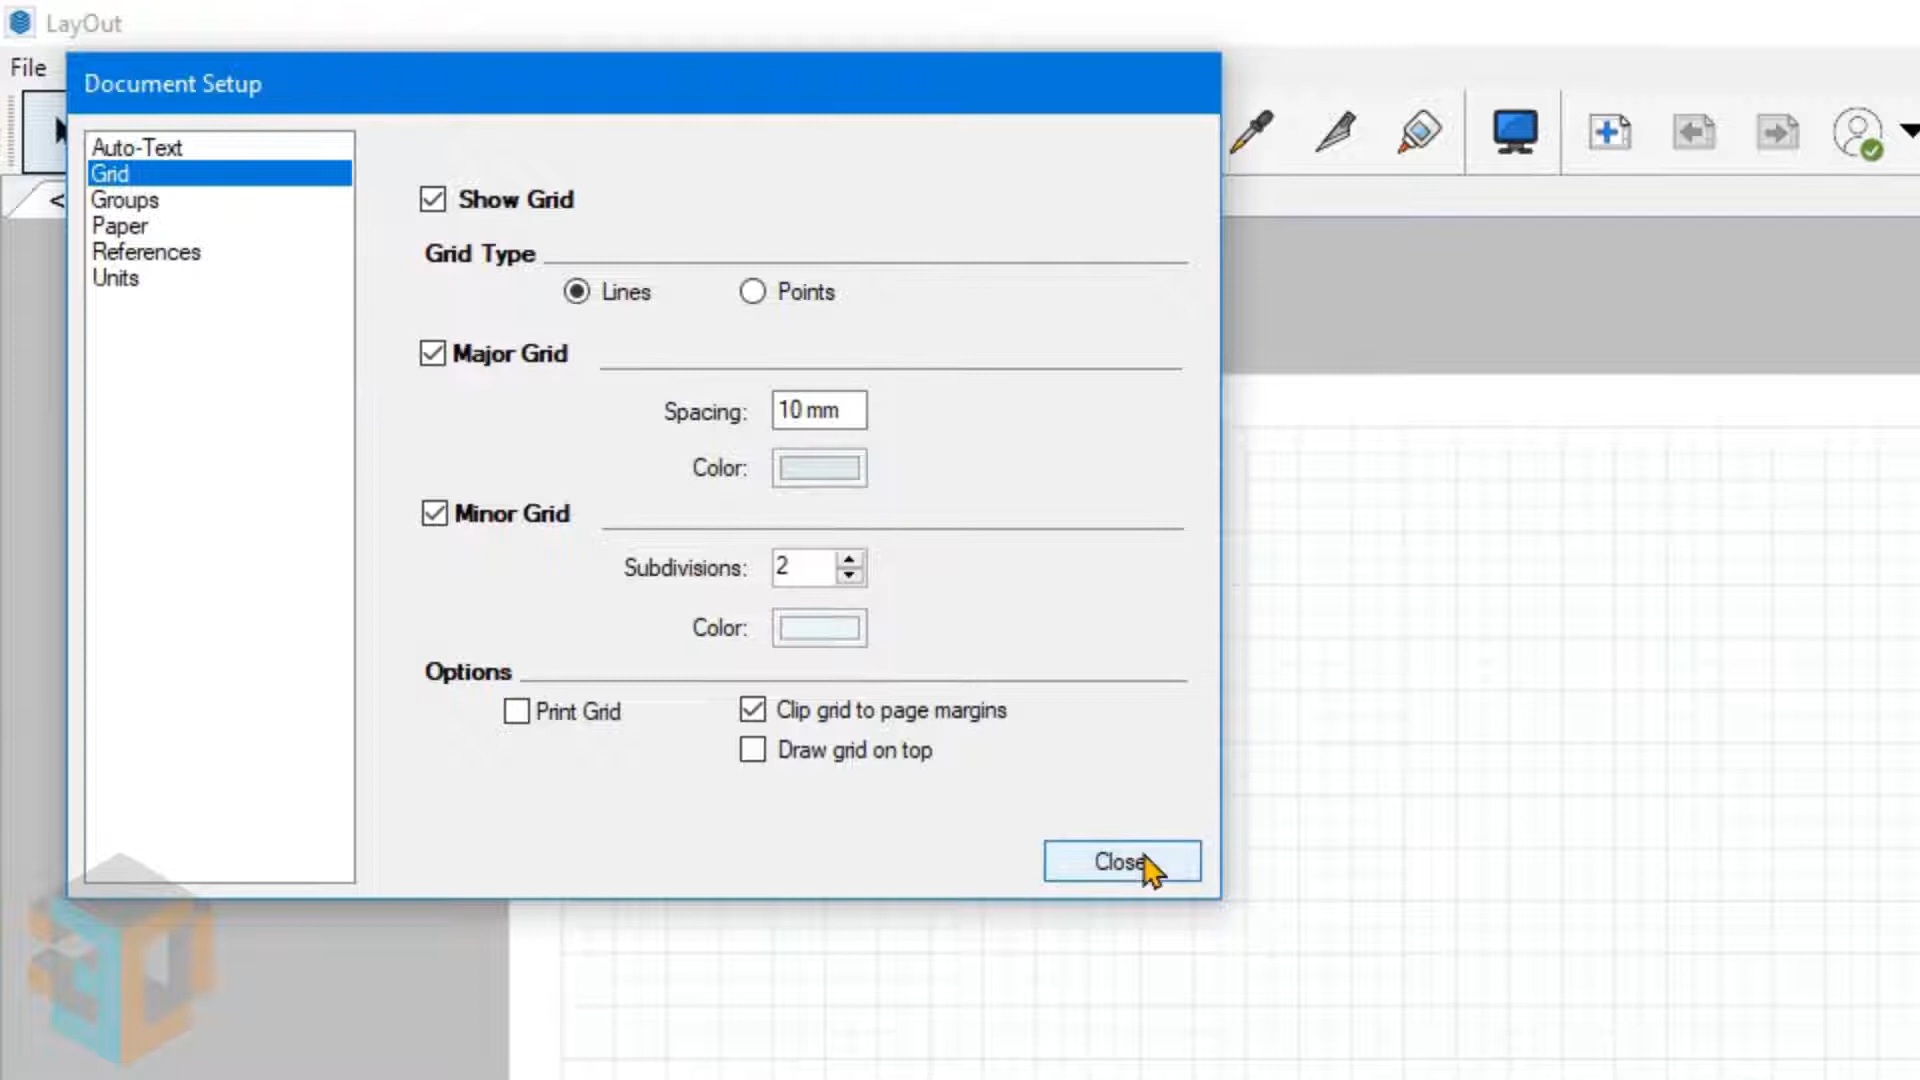 LayOut
File
Document Setup
Auto-Text
Grid
Groups
Paper
References
Units
Show Grid
Grid Type
Lines
Points
Major Grid
Spacing:
10 mm
Color:
Minor Grid
Subdivisions:
2
Color:
Options
Print Grid
Clip grid to page margins
Draw grid on top
Close
<